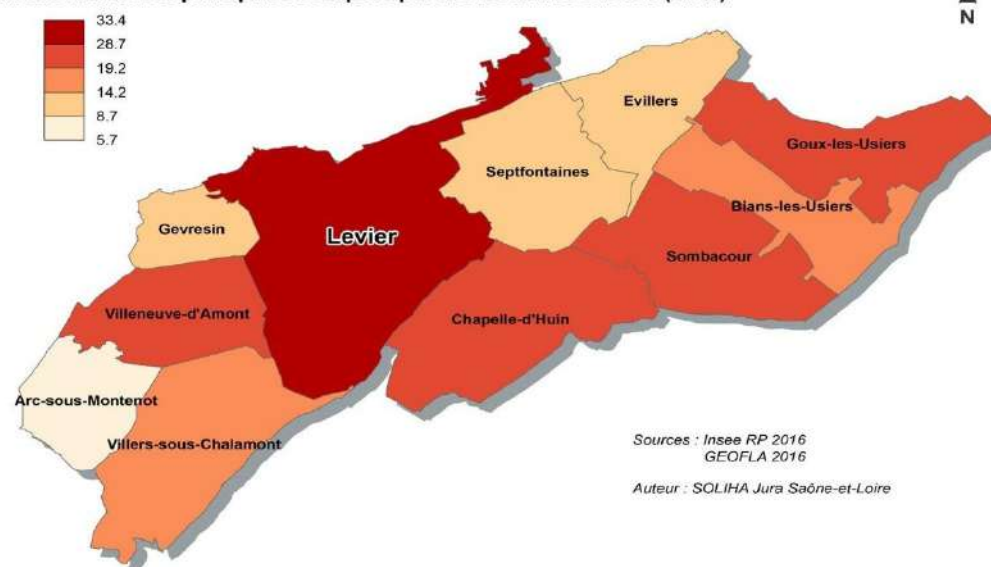 N
33.4
28.7
19.2
14.2
8.7
5.7
Evillers
Goux-les-Usiers
Septfontaines
Bians-les-Usiers
Gevresin
Levier
Sombacour
Villeneuve-d'Amont
Chapelle-d'Huin
Arc-sous-Montenot
Villers-sous-Chalamont
Sources : Insee RP 2016
GEOFLA 2016
Auteur : SOLIHA Jura Saône-et-Loire